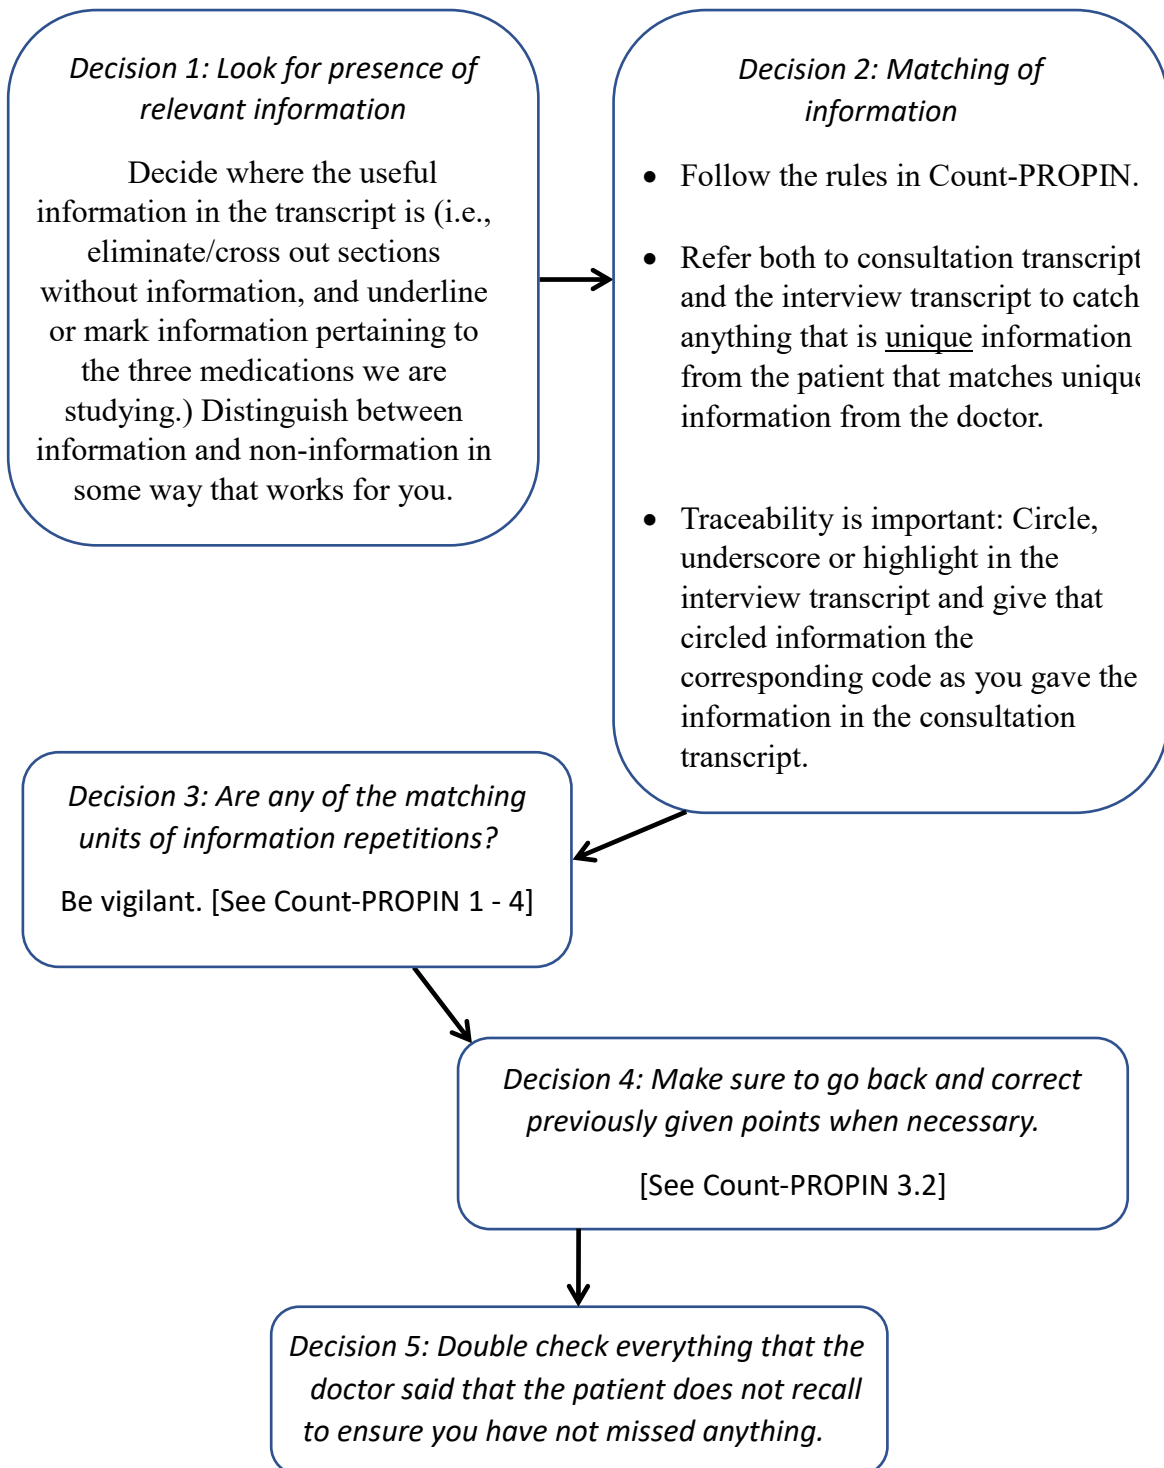 Decision 1: Look for presence of
relevant information
Decide where the useful
information in the transcript is (i.e.,
eliminate/cross out sections
without information, and underline
or mark information pertaining to
the three medications we are
studying.) Distinguish between
information and non-information in
some way that works for you.
Decision 2: Matching of
information
• Follow the rules in Count-PROPIN.
• Refer both to consultation transcript
and the interview transcript to catch
anything that is unique information
from the patient that matches unique
information from the doctor.
• Traceability is important: Circle,
underscore or highlight in the
interview transcript and give that
circled information the
corresponding code as you gave the
information in the consultation
transcript.
Decision 3: Are any of the matching
units of information repetitions?
Be vigilant. [See Count-PROPIN 1 - 4]
Decision 4: Make sure to go back and correct
previously given points when necessary.
[See Count-PROPIN 3.2]
Decision 5: Double check everything that the
doctor said that the patient does not recall
to ensure you have not missed anything.